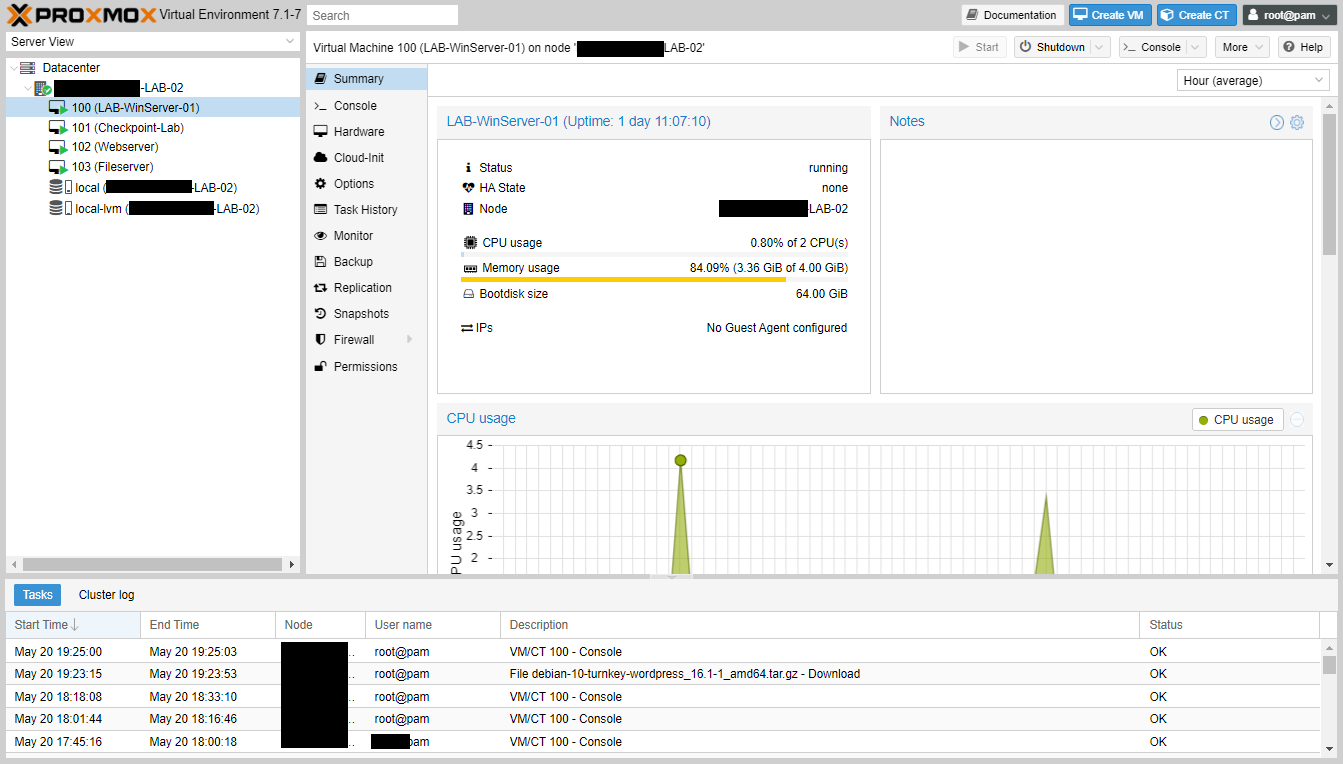 PROXMOX Virtual Environment 7.1-7 Search Documentation Create VM Create CT root@pam
Server View
Datacenter
-LAB-02
100 (LAB-WinServer-01)
101 (Checkpoint-Lab)
102 (Webserver)
103 (Fileserver)
local ( -LAB-02)
local-lvm ( -LAB-02)
Virtual Machine 100 (LAB-WinServer-01) on node ' LAB-02' Start Shutdown Console More Help
Summary
Console
Hardware
Cloud-Init
Options
Task History
Monitor
Backup
Replication
Snapshots
Firewall
Permissions
Hour (average)
LAB-WinServer-01 (Uptime: 1 day 11:07:10)
Status running
HA State none
Node -LAB-02
CPU usage 0.80% of 2 CPU(s)
Memory usage 84.09% (3.36 GiB of 4.00 GiB)
Bootdisk size 64.00 GiB
IPs No Guest Agent configured
Notes
CPU usage CPU usage
4.5
4
3.5
3
2.5
2
PU usage
Tasks Cluster log
Start Time End Time Node User name Description Status
May 20 19:25:00 May 20 19:25:03 .. root@pam VM/CT 100 - Console OK
May 20 19:23:15 May 20 19:23:53 .. root@pam File debian-10-turnkey-wordpress_16.1-1_amd64.tar.gz - Download OK
May 20 18:18:08 May 20 18:33:10 .. root@pam VM/CT 100 - Console OK
May 20 18:01:44 May 20 18:16:46 .. root@pam VM/CT 100 - Console OK
May 20 17:45:16 May 20 18:00:18 .. pam VM/CT 100 - Console OK